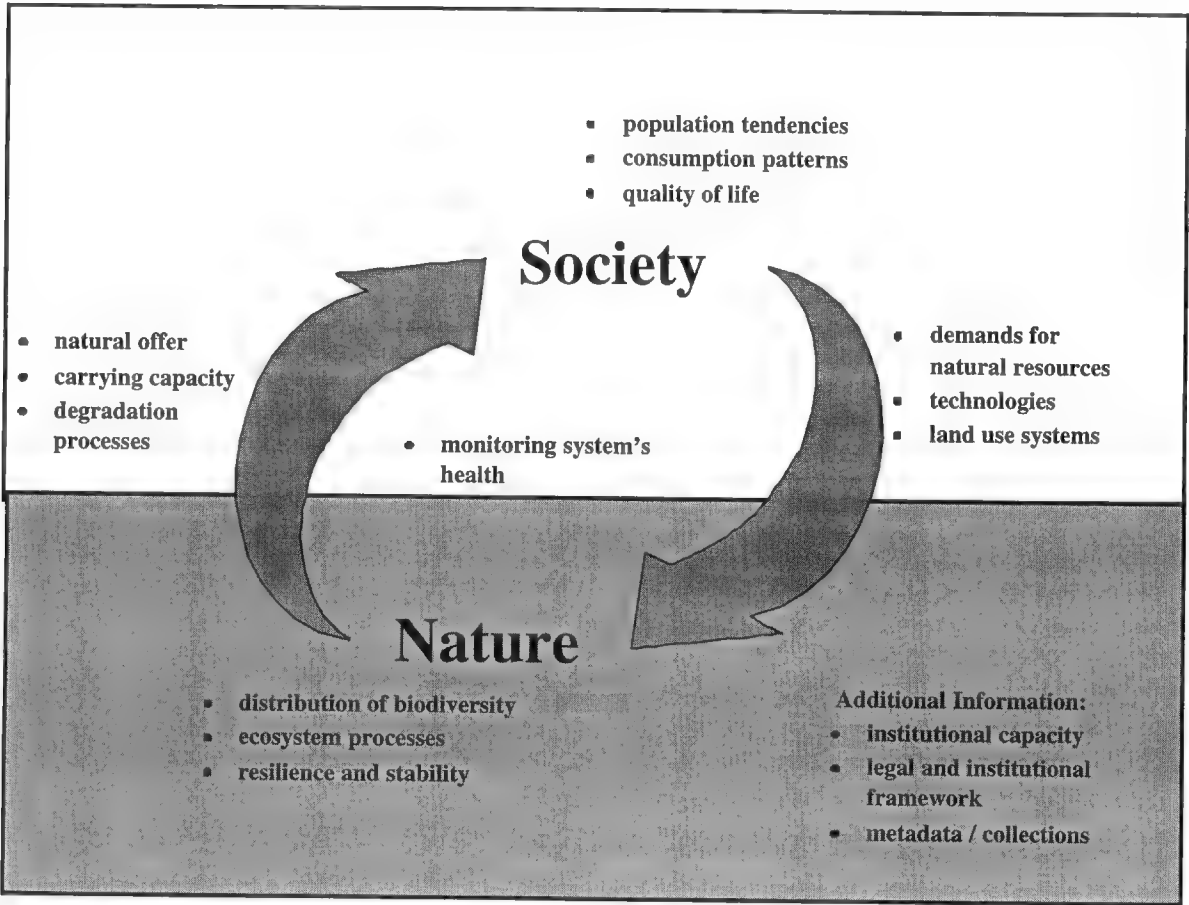 ▪ population tendencies
▪ consumption patterns
▪ quality of life
Society
• natural offer
• carrying capacity
• degradation
processes
▪ demands for
natural resources
▪ technologies
▪ land use systems
• monitoring system's
health
Nature
▪ distribution of biodiversity
▪ ecosystem processes
▪ resilience and stability
Additional Information:
• institutional capacity
• legal and institutional
framework
• metadata / collections